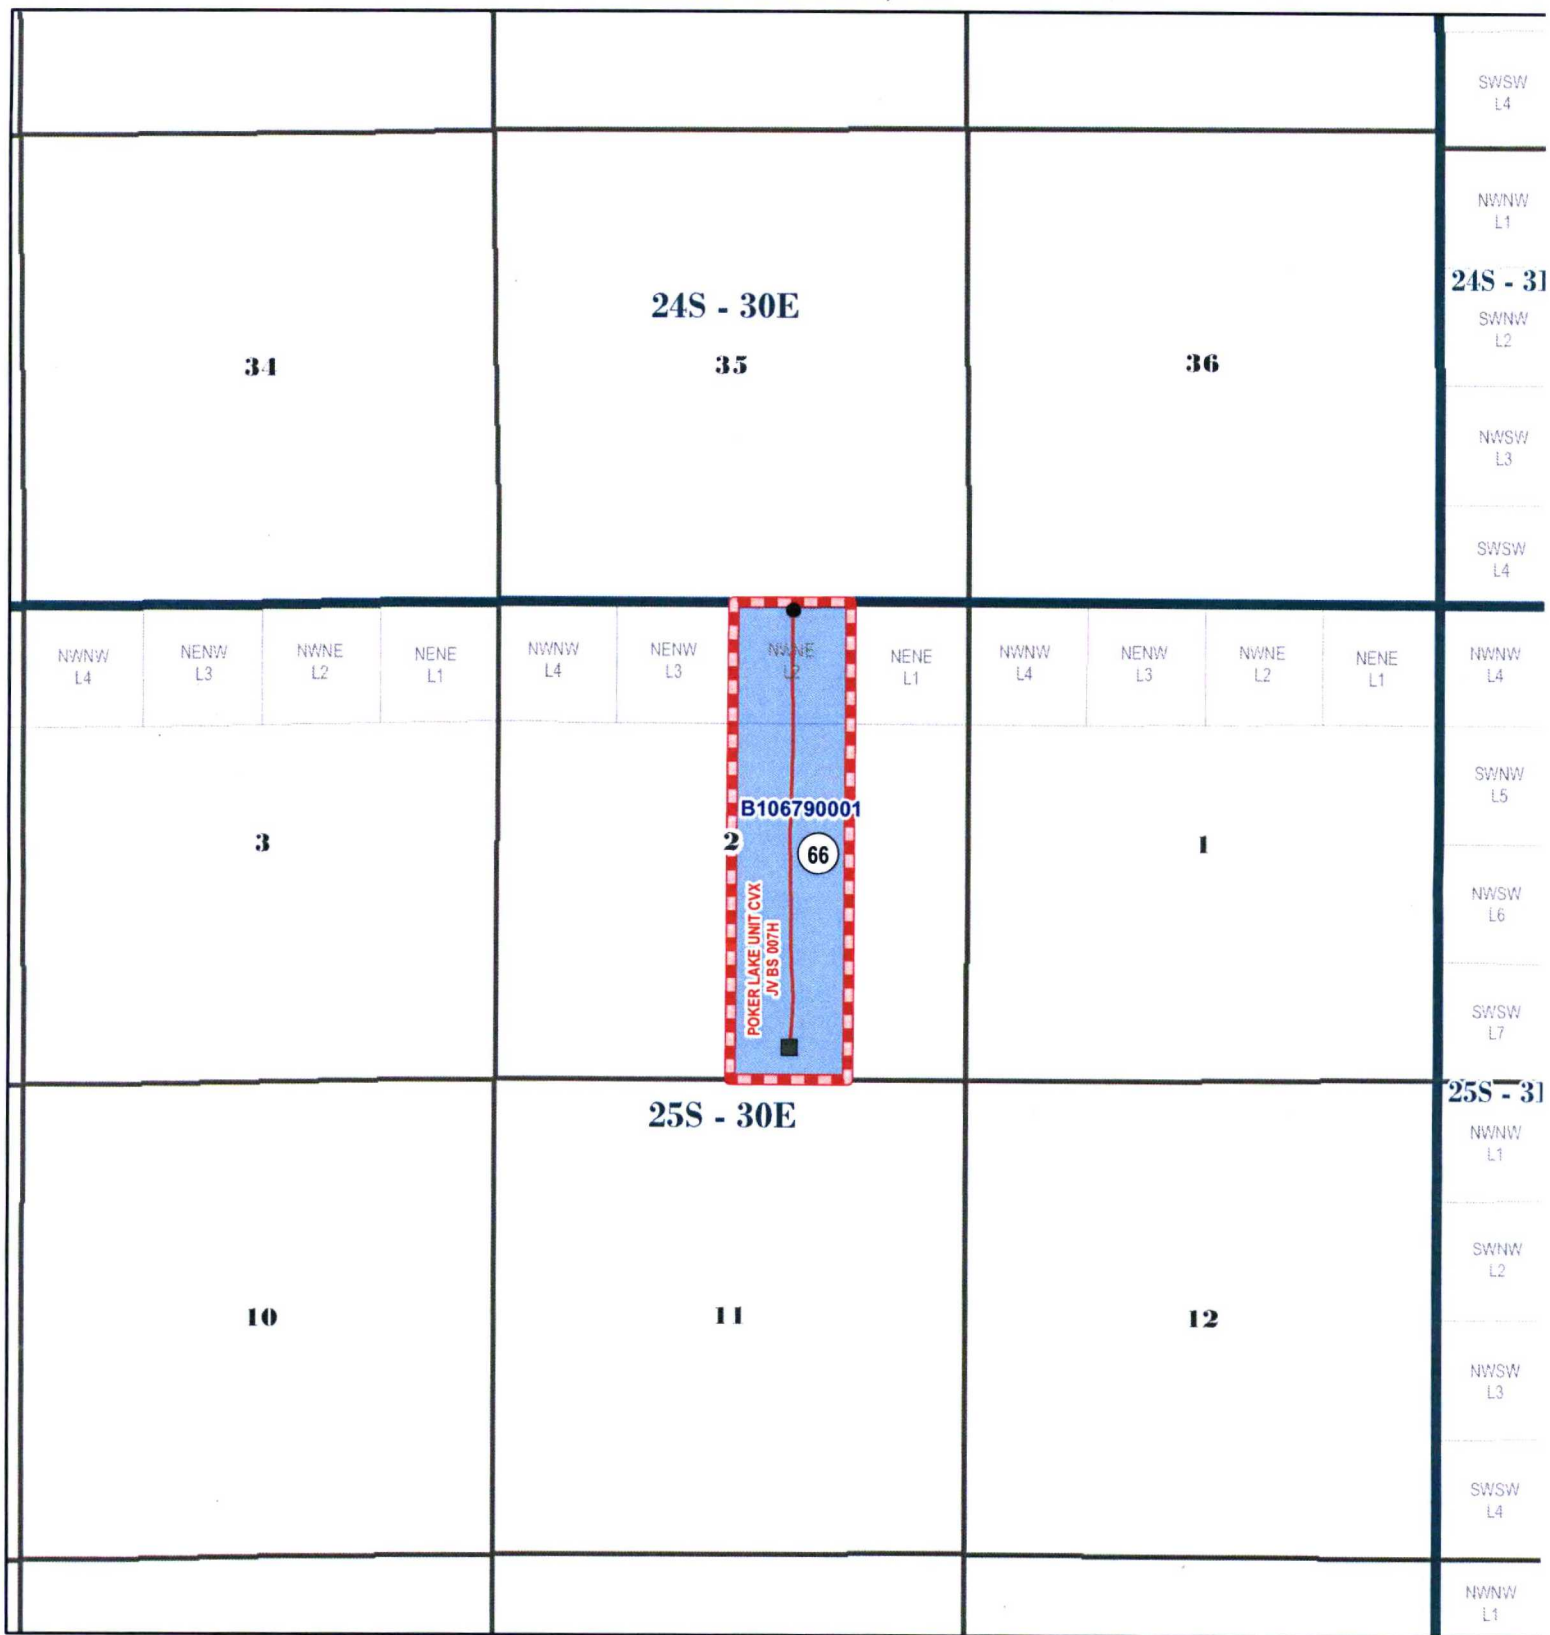 SWSW
L4
NWNW
L1
24S - 30E
24S - 31
SWNW
L2
34
35
36
NWSW
L3
SWSW
L4
NWNW
L4
NENW
L3
NWNE
L2
NENE
L1
NWNW
L4
NENW
L3
NWNE
L2
NENE
L1
NWNW
L4
NENW
L3
NWNE
L2
NENE
L1
NWNW
L4
SWNW
L5
B106790001
3
2
66
1
NWSW
L6
POKER LAKE UNIT CVX
JV BS 007H
SWSW
L7
25S - 30E
25S - 31
NWNW
L1
SWNW
L2
10
11
12
NWSW
L3
SWSW
L4
NWNW
L1